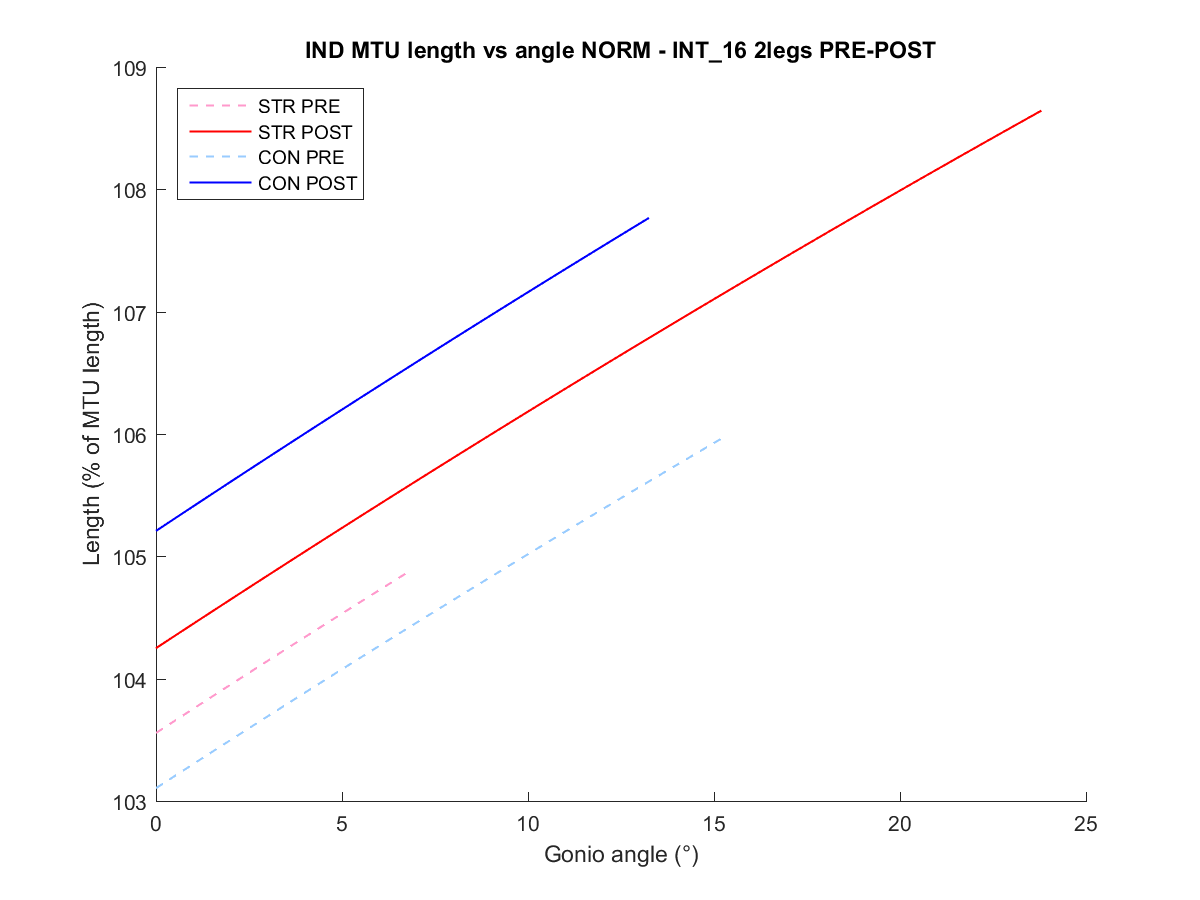 IND MTU length vs angle NORM - INT_16 2legs PRE-POST
109
108
107
106
105
104
103
STR PRE
STR POST
CON PRE
CON POST
Length (% of MTU length)
0 5 10 15 20 25
Gonio angle (°)